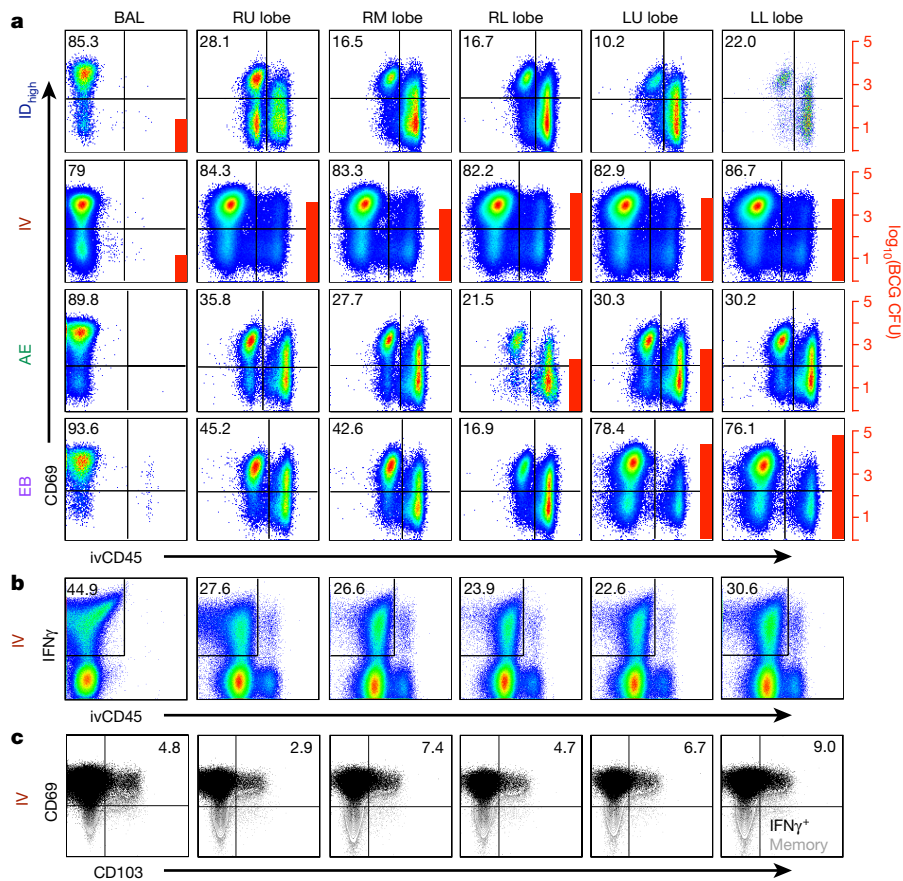 a
BAL RU lobe RM lobe RL lobe LU lobe LL lobe
ID high
85.3 28.1 16.5 16.7 10.2 22.0
5
3
1
IV
79 84.3 83.3 82.2 82.9 86.7
5
3
1
log10(BCG CFU)
AE
89.8 35.8 27.7 21.5 30.3 30.2
5
3
1
EB
CD69
93.6 45.2 42.6 16.9 78.4 76.1
5
3
1
ivCD45
b
IV
IFNγ
44.9 27.6 26.6 23.9 22.6 30.6
ivCD45
c
IV
CD69
4.8 2.9 7.4 4.7 6.7 9.0
IFNγ+
Memory
CD103